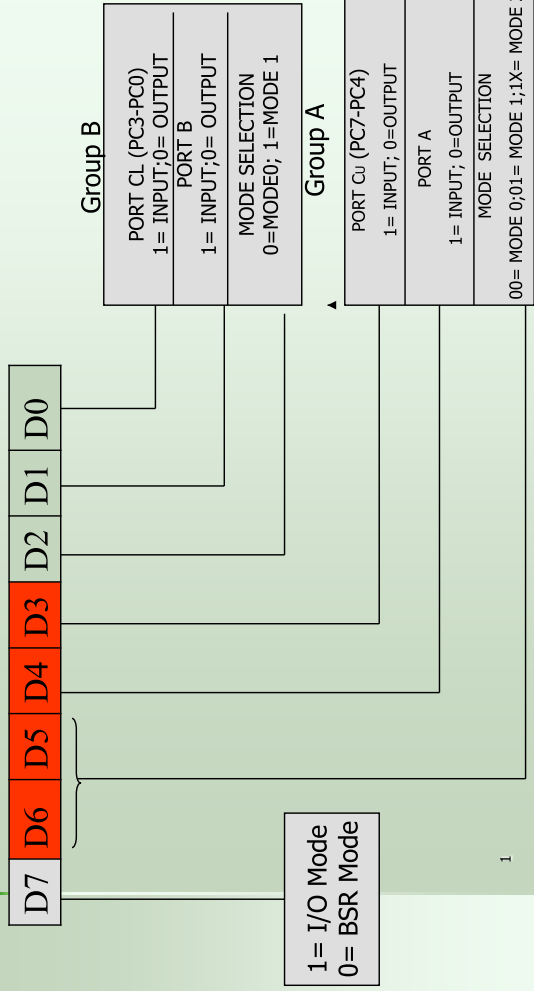 D7 D6 D5 D4 D3 D2 D1 D0
Group B
PORT CL (PC3-PC0)
1= INPUT;0= OUTPUT
PORT B
1= INPUT;0= OUTPUT
MODE SELECTION
0=MODE0; 1=MODE 1
Group A
PORT CU (PC7-PC4)
1= INPUT; 0=OUTPUT
PORT A
1= INPUT; 0=OUTPUT
MODE SELECTION
00= MODE 0;01= MODE 1;1X= MODE
1= I/O Mode
0= BSR Mode
1